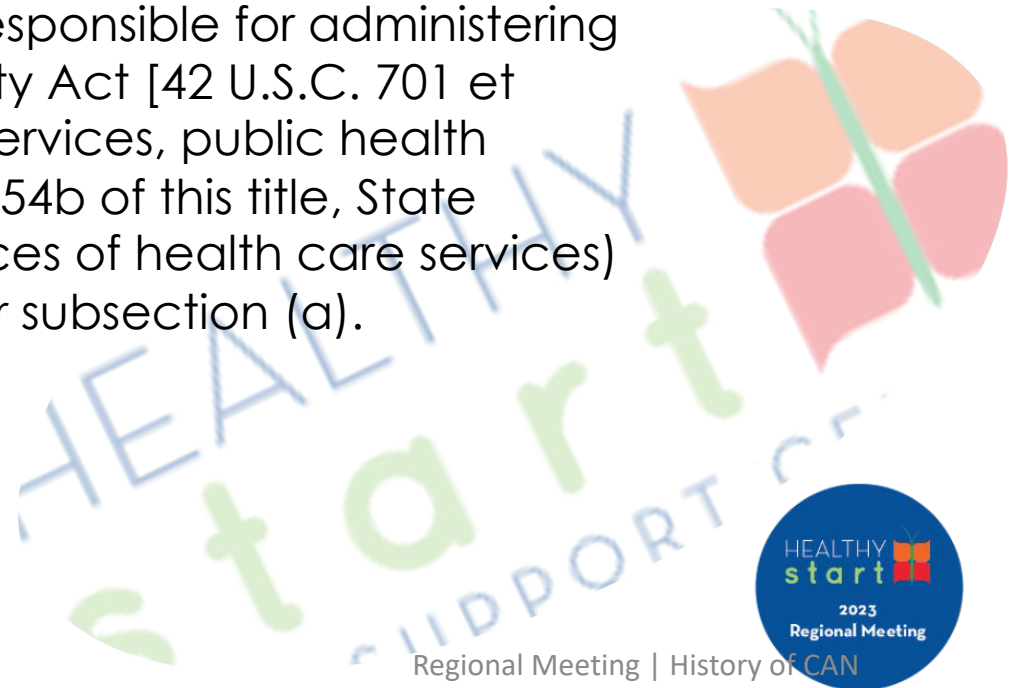 esponsible for administering
ty Act [42 U.S.C. 701 et
ervices, public health
54b of this title, State
ces of health care services)
r subsection (a).
HEALTHY
start
SUPPORT CE
HEALTHY
start
2023
Regional Meeting
Regional Meeting | History of CAN